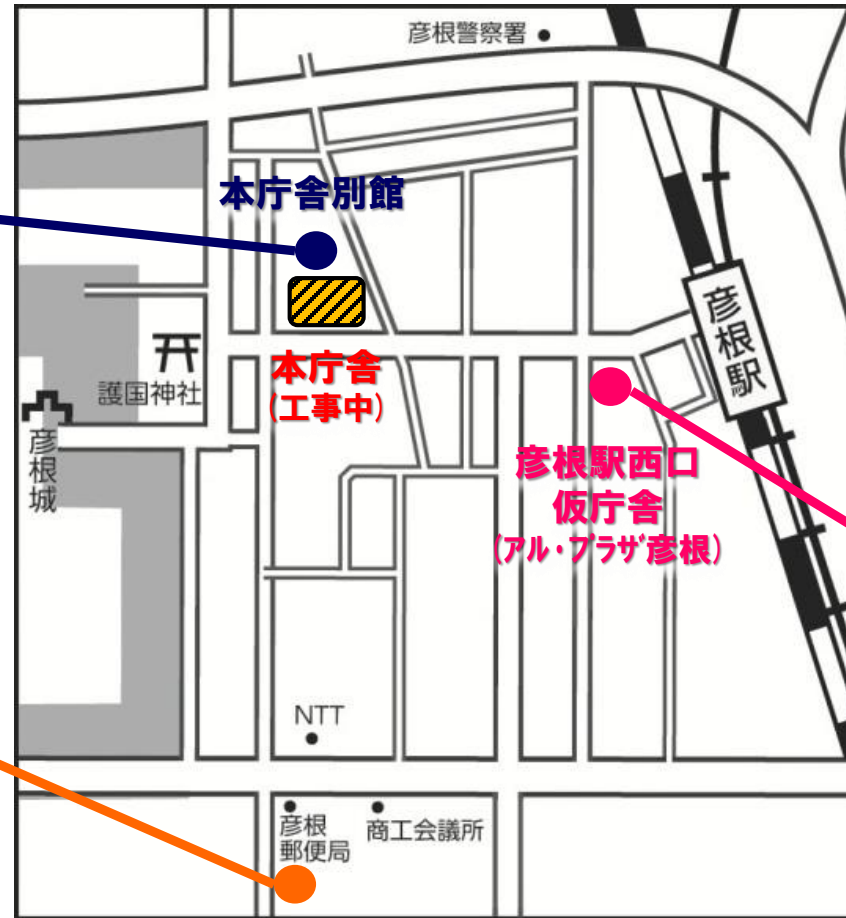 彦根警察署
本庁舎別館
彦根駅
護国神社
本庁舎
(工事中)
彦根城
彦根駅西口
仮庁舎
(アル・プラザ彦根)
NTT
彦根
郵便局
商工会議所